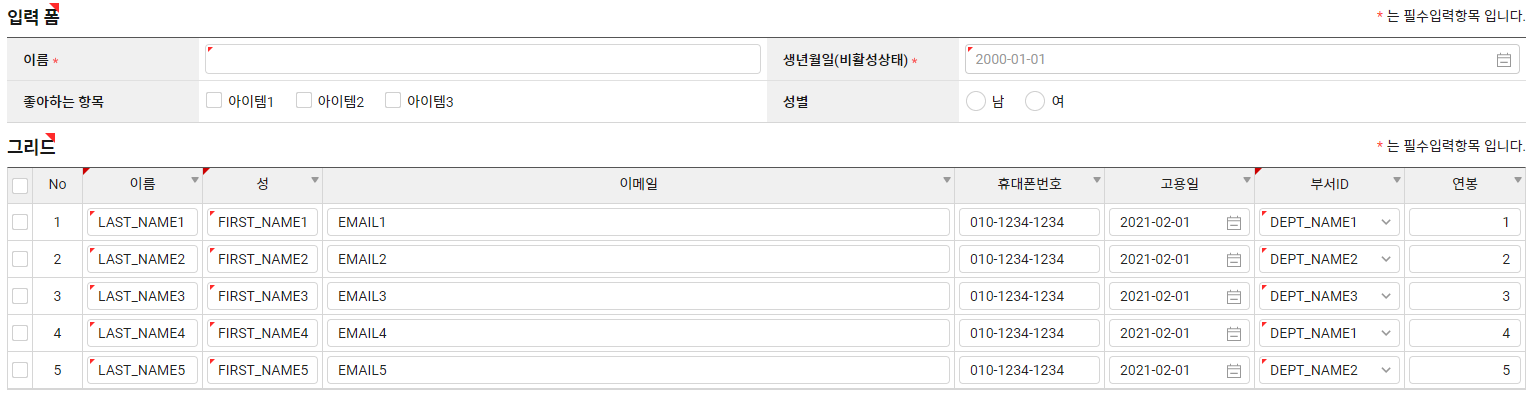 입력 폼
* 는 필수입력항목 입니다.
이름 * 생년월일(비활성상태) * 2000-01-01
좋아하는 항목 아이템1 아이템2 아이템3 성별 남 여
그리드
* 는 필수입력항목 입니다.
No 이름 성 이메일 휴대폰번호 고용일 부서ID 연봉
1 LAST_NAME1 FIRST_NAME1 EMAIL1 010-1234-1234 2021-02-01 DEPT_NAME1 1
2 LAST_NAME2 FIRST_NAME2 EMAIL2 010-1234-1234 2021-02-01 DEPT_NAME2 2
3 LAST_NAME3 FIRST_NAME3 EMAIL3 010-1234-1234 2021-02-01 DEPT_NAME3 3
4 LAST_NAME4 FIRST_NAME4 EMAIL4 010-1234-1234 2021-02-01 DEPT_NAME1 4
5 LAST_NAME5 FIRST_NAME5 EMAIL5 010-1234-1234 2021-02-01 DEPT_NAME2 5